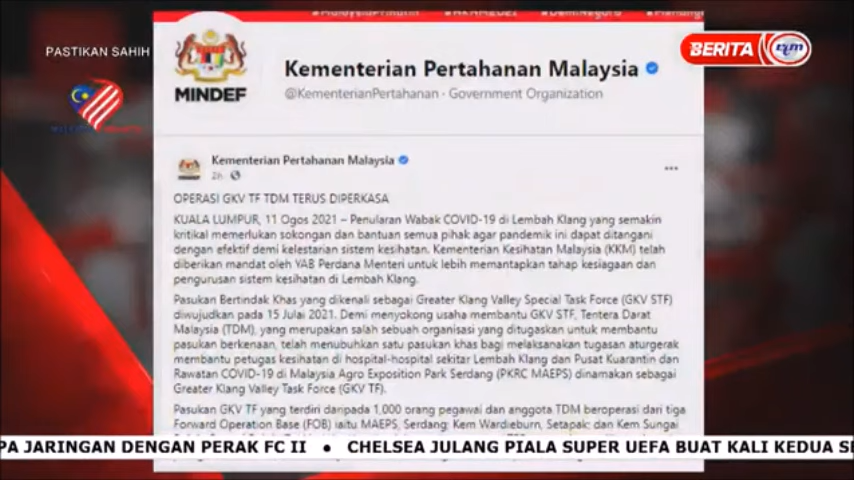 PASTIKAN SAHIH
BERITA
MINDEF
Kementerian Pertahanan Malaysia
@KementerianPertahanan · Government Organization
Kementerian Pertahanan Malaysia
2h
OPERASI GKV TF TDM TERUS DIPERKASA
KUALA LUMPUR, 11 Ogos 2021 – Penularan Wabak COVID-19 di Lembah Klang yang semakin
kritikal memerlukan sokongan dan bantuan semua pihak agar pandemik ini dapat ditangani
dengan efektif demi kelestarian sistem kesihatan. Kementerian Kesihatan Malaysia (KKM) telah
diberikan mandat oleh YAB Perdana Menteri untuk lebih memantapkan tahap kesiagaan dan
pengurusan sistem kesihatan di Lembah Klang.
Pasukan Bertindak Khas yang dikenali sebagai Greater Klang Valley Special Task Force (GKV STF)
diwujudkan pada 15 Julai 2021. Demi menyokong usaha membantu GKV STF, Tentera Darat
Malaysia (TDM), yang merupakan salah sebuah organisasi yang ditugaskan untuk membantu
pasukan berkenaan, telah menubuhkan satu pasukan khas bagi melaksanakan tugasan aturgerak
membantu petugas kesihatan di hospital-hospital sekitar Lembah Klang dan Pusat Kuarantin dan
Rawatan COVID-19 di Malaysia Agro Exposition Park Serdang (PKRC MAEPS) dinamakan sebagai
Greater Klang Valley Task Force (GKV TF).
Pasukan GKV TF yang terdiri daripada 1,000 orang pegawai dan anggota TDM beroperasi dari tiga
Forward Operation Base (FOB) iaitu MAEPS, Serdang; Kem Wardieburn, Setapak; dan Kem Sungai
PA JARINGAN DENGAN PERAK FC II • CHELSEA JULANG PIALA SUPER UEFA BUAT KALI KEDUA